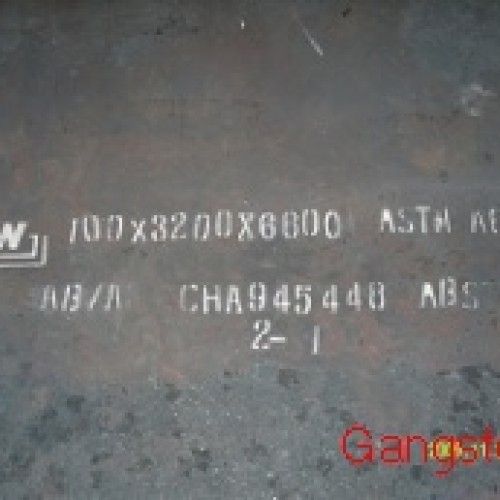 W 100X3200X6600 ASTM
AB/A CHA945448 ABS
2-1
Gangste